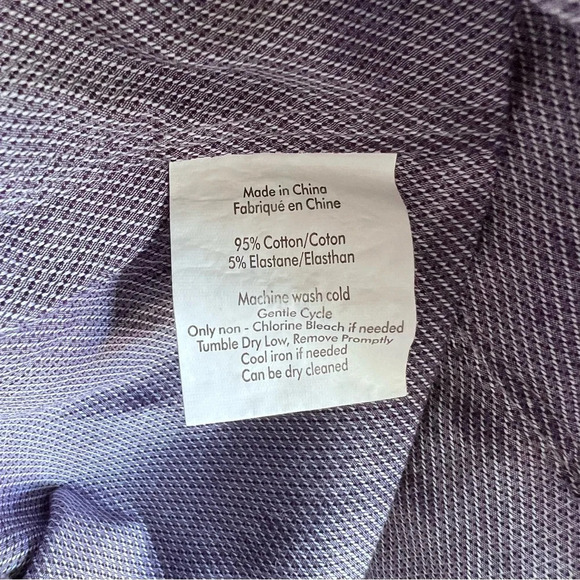 Made in China
Fabriqué en Chine
95% Cotton/Coton
5% Elastane/Elasthan
Machine wash cold
Gentle Cycle
Only non - Chlorine Bleach if needed
Tumble Dry Low, Remove Promptly
Cool iron if needed
Can be dry cleaned